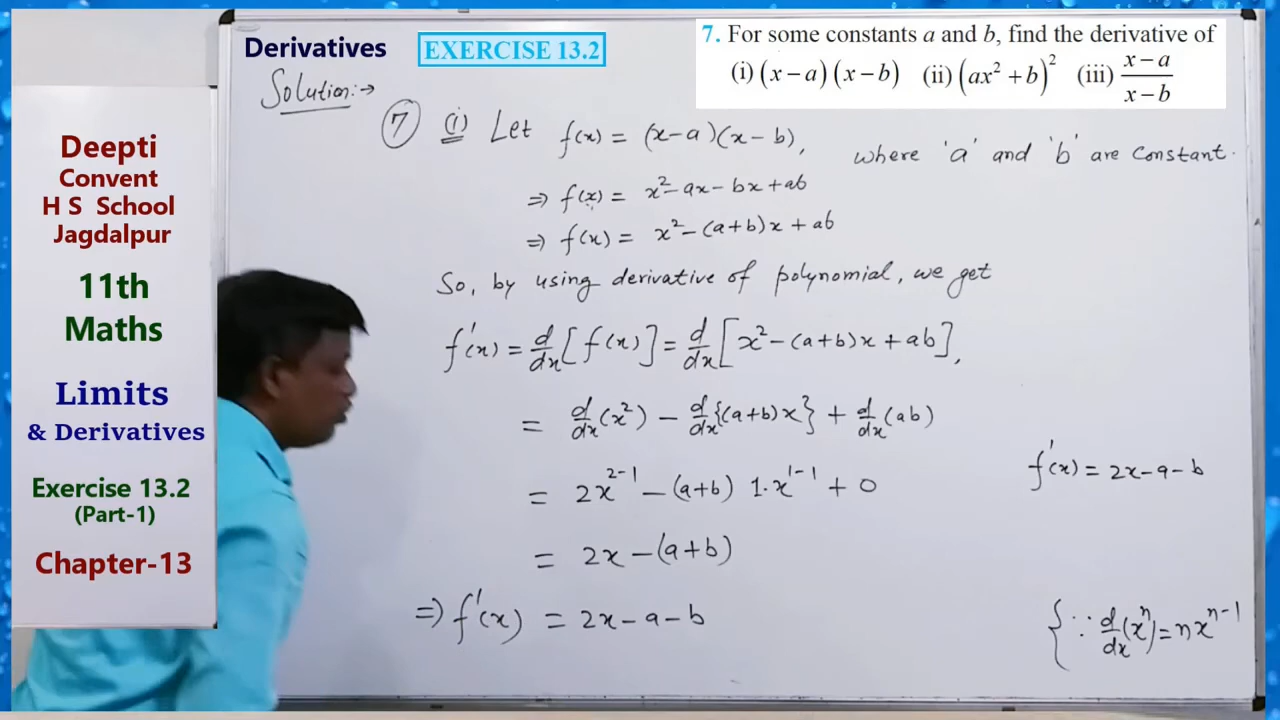 Derivatives
EXERCISE 13.2
7. For some constants a and b, find the derivative of
(i) (x – a) (x – b) (ii) (ax² + b)² (iii) (x – a)/(x – b)
Deepti
Convent
H S School
Jagdalpur
11th
Maths
Limits
& Derivatives
Exercise 13.2
(Part-1)
Chapter-13
Solution:→
7 (i) Let f(x) = (x-a)(x-b), where 'a' and 'b' are constant.
⇒ f(x) = x²-ax-bx+ab
⇒ f(x) = x²-(a+b)x+ab
So, by using derivative of polynomial, we get
f'(x) = d/dx [f(x)] = d/dx [x²-(a+b)x+ab],
= d/dx (x²) - d/dx {(a+b)x} + d/dx (ab)
= 2x²⁻¹ - (a+b) 1·x¹⁻¹ + 0
f'(x) = 2x-a-b
= 2x-(a+b)
⇒ f'(x) = 2x-a-b
{∵ d/dx (xⁿ) = nxⁿ⁻¹